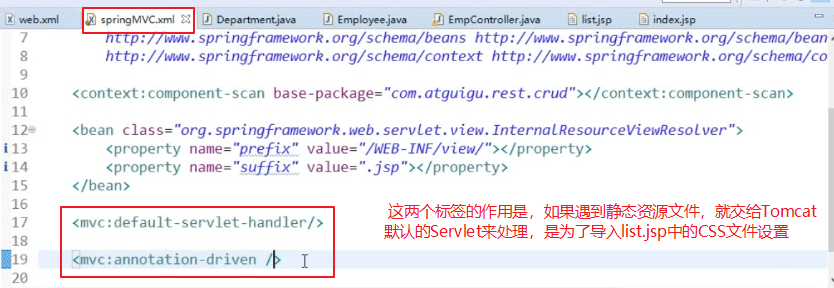 web.xml springMVC.xml Department.java Employee.java EmpController.java list.jsp index.jsp
7 http://www.springframework.org/schema/beans http://www.springframework.org/schema/bean
8 http://www.springframework.org/schema/context http://www.springframework.org/schema/co
9
10 <context:component-scan base-package="com.atguigu.rest.crud"></context:component-scan>
11
12 <bean class="org.springframework.web.servlet.view.InternalResourceViewResolver">
13 <property name="prefix" value="/WEB-INF/view/"></property>
14 <property name="suffix" value=".jsp"></property>
15 </bean>
16
17 <mvc:default-servlet-handler/>
18
19 <mvc:annotation-driven />
20
这两个标签的作用是,如果遇到静态资源文件,就交给Tomcat
默认的Servlet来处理,是为了导入list.jsp中的CSS文件设置